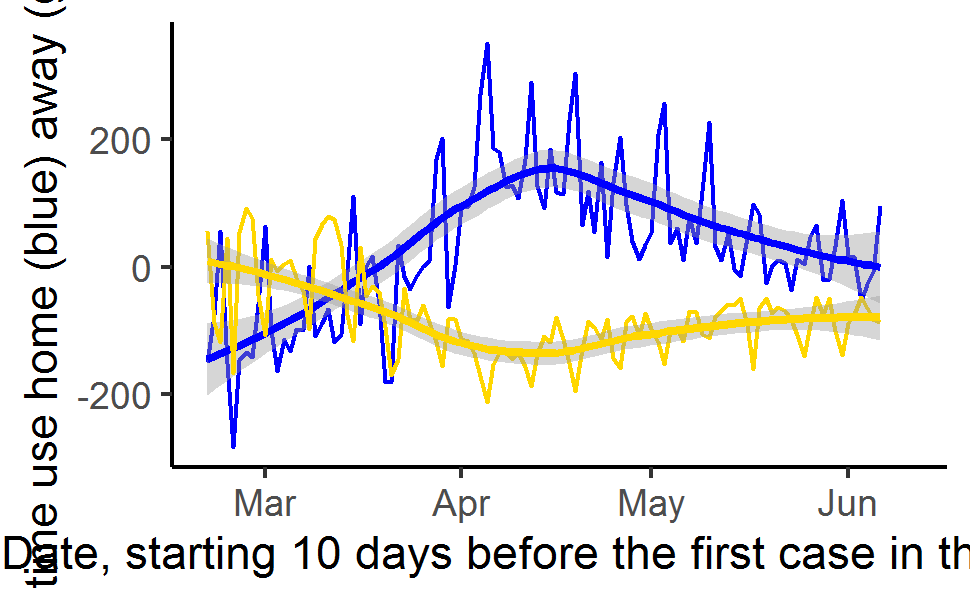 time use home (blue) away (g
200
0
-200
Mar Apr May Jun
Date, starting 10 days before the first case in th